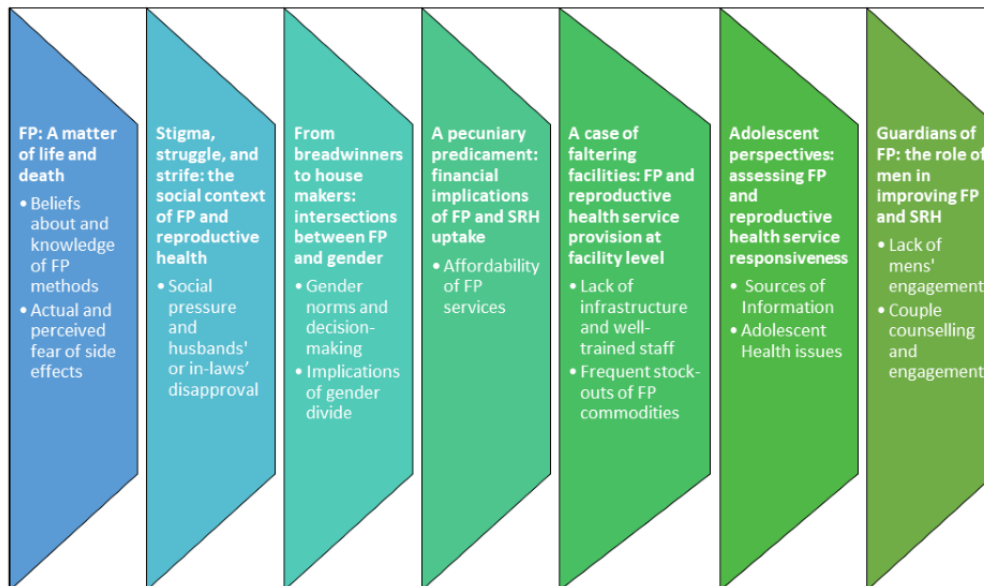 FP: A matter
of life and
death
• Beliefs
about and
knowledge
of FP
methods
• Actual and
perceived
fear of side
effects
Stigma,
struggle, and
strife: the
social context
of FP and
reproductive
health
• Social
pressure
and
husbands'
or in-laws’
disapproval
From
breadwinners
to house
makers:
intersections
between FP
and gender
• Gender
norms and
decision-
making
• Implications
of gender
divide
A pecuniary
predicament:
financial
implications
of FP and SRH
uptake
• Affordability
of FP
services
A case of
faltering
facilities: FP and
reproductive
health service
provision at
facility level
• Lack of
infrastructure
and well-
trained staff
• Frequent stock-
outs of FP
commodities
Adolescent
perspectives:
assessing FP
and
reproductive
health service
responsiveness
• Sources of
Information
• Adolescent
Health issues
Guardians of
FP: the role of
men in
improving FP
and SRH
• Lack of
mens'
engagement
• Couple
counselling
and
engagement